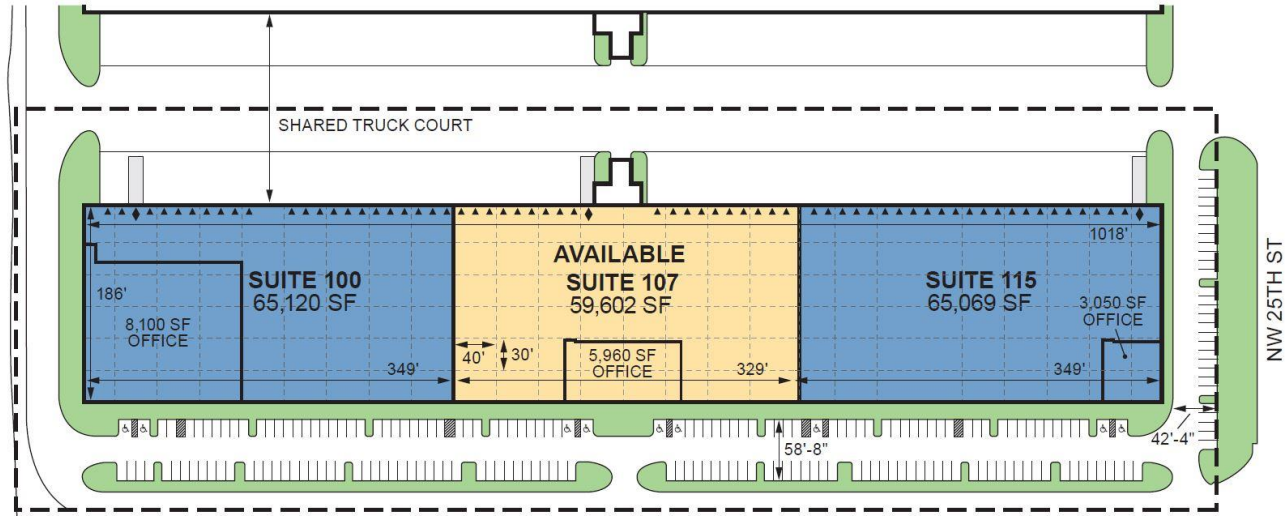 SHARED TRUCK COURT
1018'
AVAILABLE
SUITE 100
65,120 SF
SUITE 107
59,602 SF
SUITE 115
65,069 SF
186'
8,100 SF
OFFICE
3,050 SF
OFFICE
40'
30'
5,960 SF
OFFICE
349'
329'
349'
NW 25TH ST
58'-8"
42'-4"